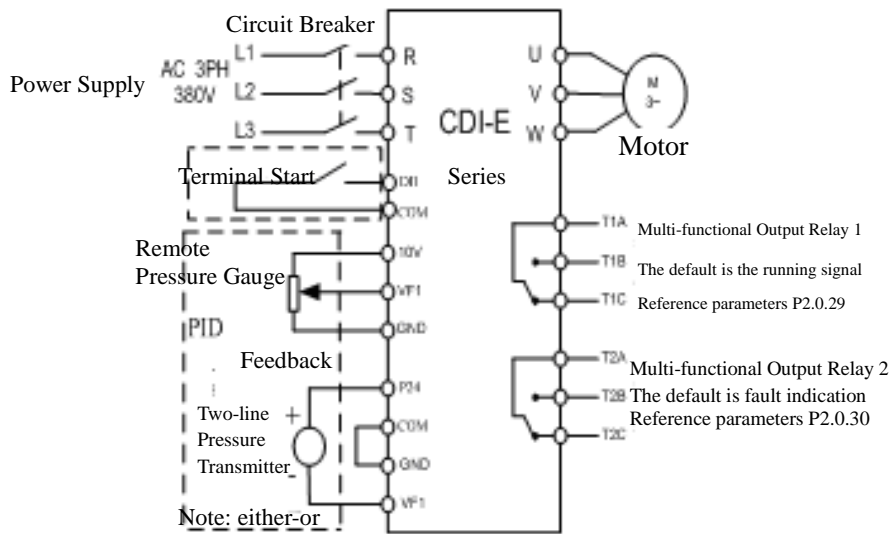 Circuit Breaker
Power Supply
AC 3PH
380V
L1
L2
L3
R
S
T
U
V
W
M
3~
Motor
CDI-E
Series
Terminal Start
DI1
COM
Remote
Pressure Gauge
10V
VF1
GND
PID
Feedback
P24
COM
GND
VF1
Two-line
Pressure
Transmitter
+
-
Note: either-or
T1A
Multi-functional Output Relay 1
T1B
The default is the running signal
T1C
Reference parameters P2.0.29
T2A
Multi-functional Output Relay 2
T2B
The default is fault indication
Reference parameters P2.0.30
T2C